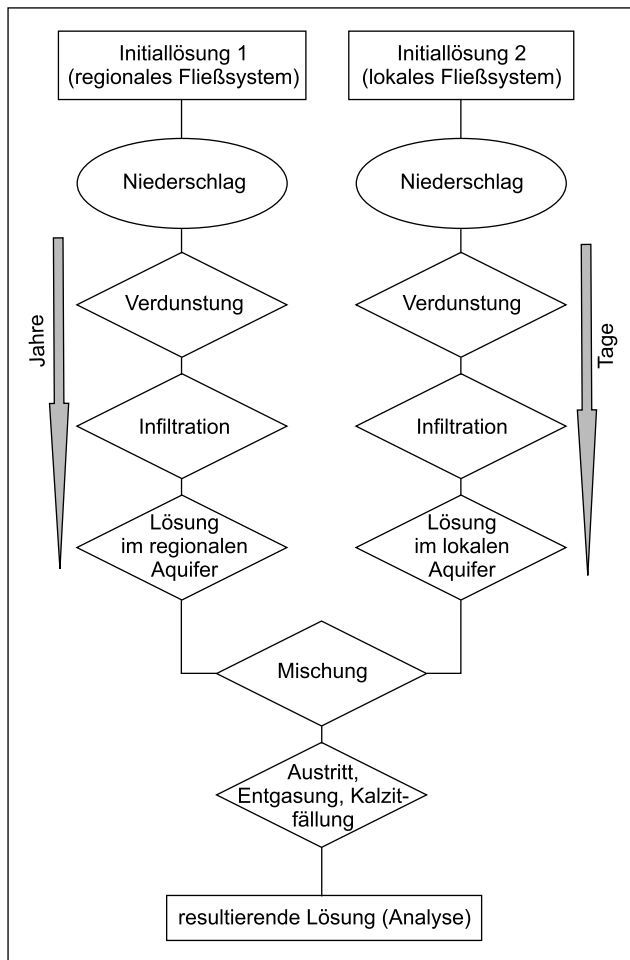 Initiallösung 1
(regionales Fließsystem)
Initiallösung 2
(lokales Fließsystem)
Niederschlag
Niederschlag
Jahre
Verdunstung
Verdunstung
Tage
Infiltration
Infiltration
Lösung
im regionalen
Aquifer
Lösung
im lokalen
Aquifer
Mischung
Austritt,
Entgasung, Kalzit-
fällung
resultierende Lösung (Analyse)